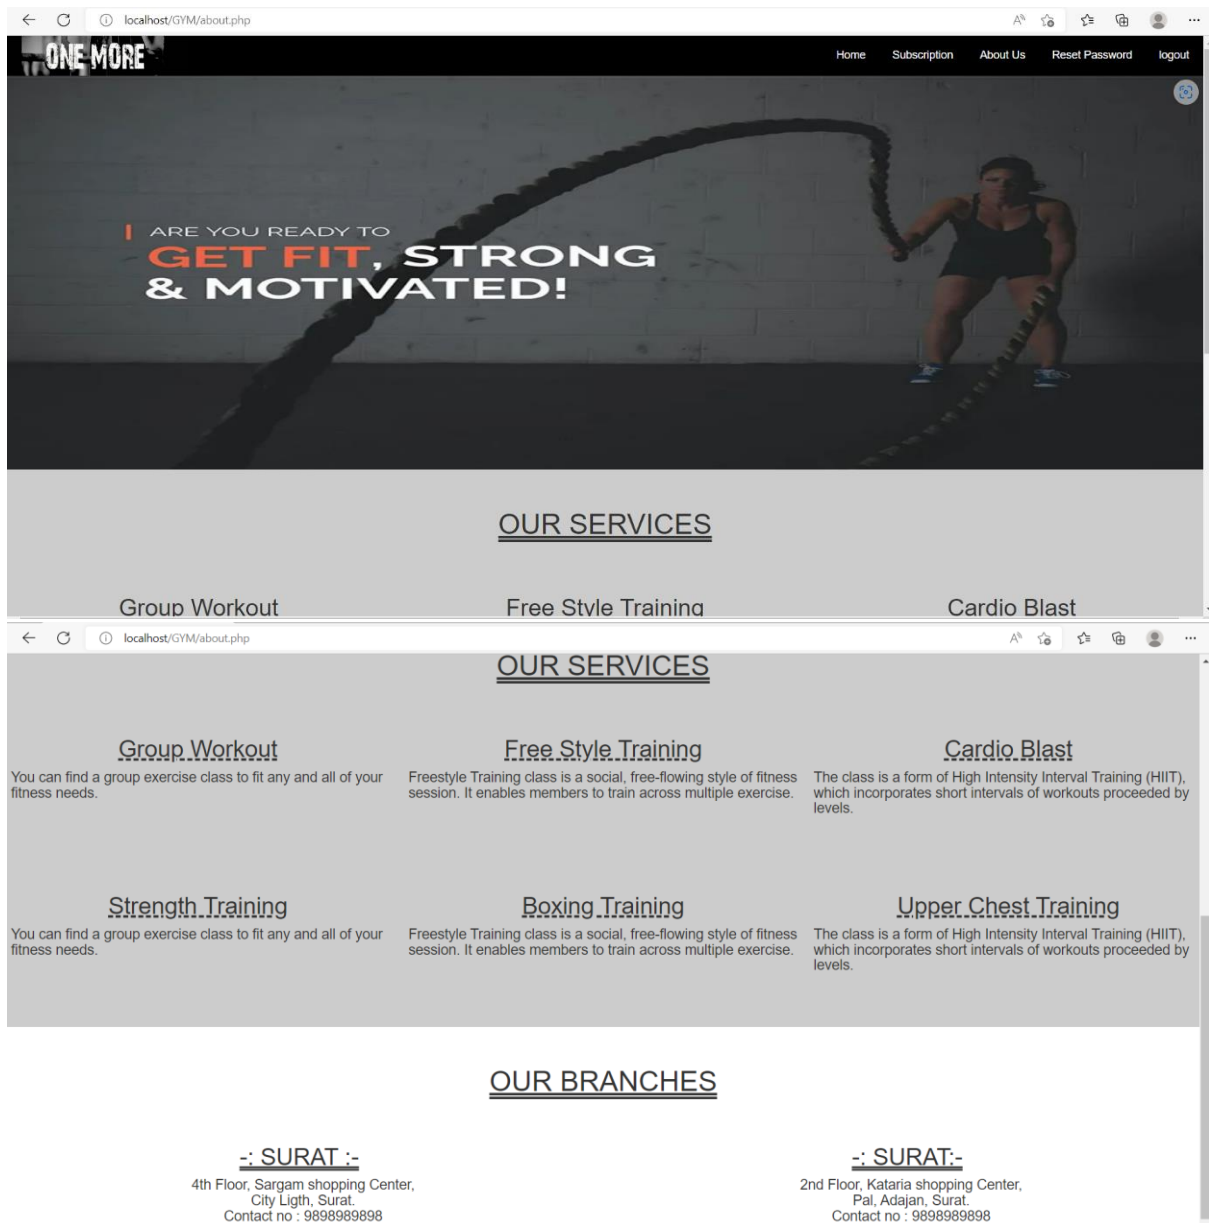 localhost/GYM/about.php
ONE MORE
Home Subscription About Us Reset Password logout
ARE YOU READY TO
GET FIT, STRONG
& MOTIVATED!
OUR SERVICES
Group Workout Free Style Training Cardio Blast
localhost/GYM/about.php
OUR SERVICES
Group Workout
You can find a group exercise class to fit any and all of your
fitness needs.
Free Style Training
Freestyle Training class is a social, free-flowing style of fitness
session. It enables members to train across multiple exercise.
Cardio Blast
The class is a form of High Intensity Interval Training (HIIT),
which incorporates short intervals of workouts proceeded by
levels.
Strength Training
You can find a group exercise class to fit any and all of your
fitness needs.
Boxing Training
Freestyle Training class is a social, free-flowing style of fitness
session. It enables members to train across multiple exercise.
Upper Chest Training
The class is a form of High Intensity Interval Training (HIIT),
which incorporates short intervals of workouts proceeded by
levels.
OUR BRANCHES
-: SURAT :-
4th Floor, Sargam shopping Center,
City Ligth, Surat.
Contact no : 9898989898
-: SURAT:-
2nd Floor, Kataria shopping Center,
Pal, Adajan, Surat.
Contact no : 9898989898